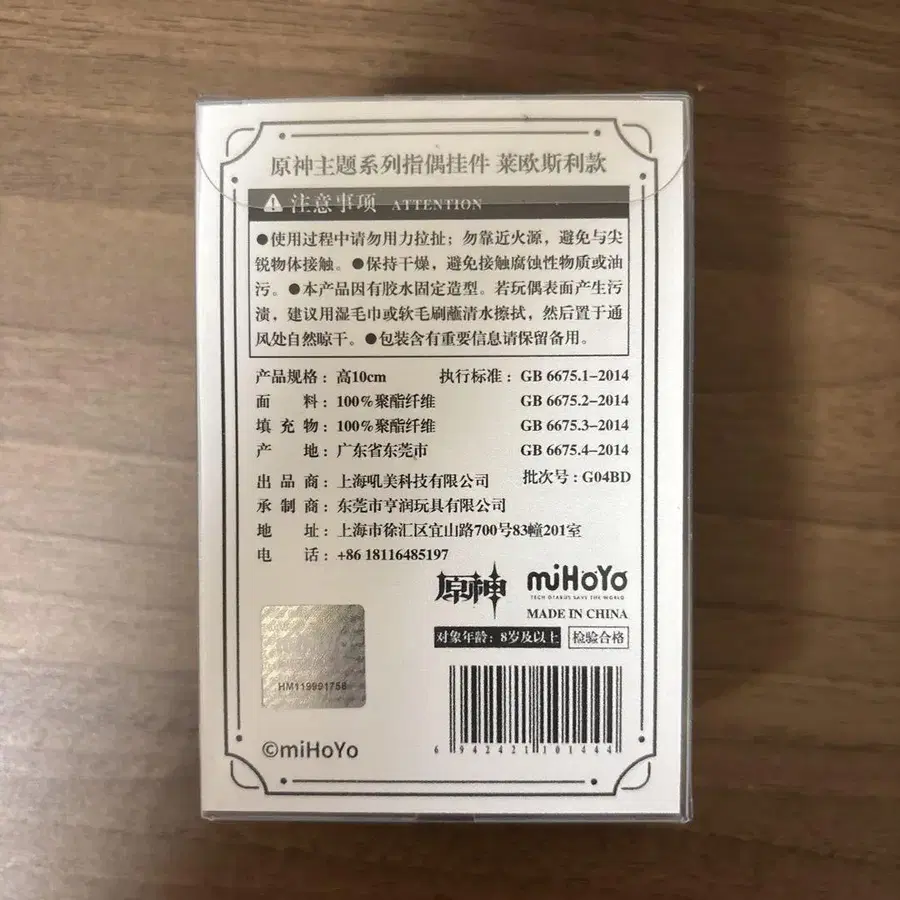 原神主题系列指偶挂件 莱欧斯利款
注意事项 ATTENTION
●使用过程中请勿用力拉扯；勿靠近火源，避免与尖
锐物体接触。●保持干燥，避免接触腐蚀性物质或油
污。●本产品因有胶水固定造型。若玩偶表面产生污
渍，建议用湿毛巾或软毛刷蘸清水擦拭，然后置于通
风处自然晾干。●包装含有重要信息请保留备用。
产品规格：高10cm 执行标准：GB 6675.1-2014
面 料：100%聚酯纤维 GB 6675.2-2014
填 充 物：100%聚酯纤维 GB 6675.3-2014
产 地：广东省东莞市 GB 6675.4-2014
出 品 商：上海吼美科技有限公司 批次号：G04BD
承 制 商：东莞市亨润玩具有限公司
地 址：上海市徐汇区宜山路700号83幢201室
电 话：+86 18116485197
原神 miHoYo
TECH OTAKUS SAVE THE WORLD
MADE IN CHINA
对象年龄：8岁及以上 检验合格
HM119991756
©miHoYo
6 942421 101444